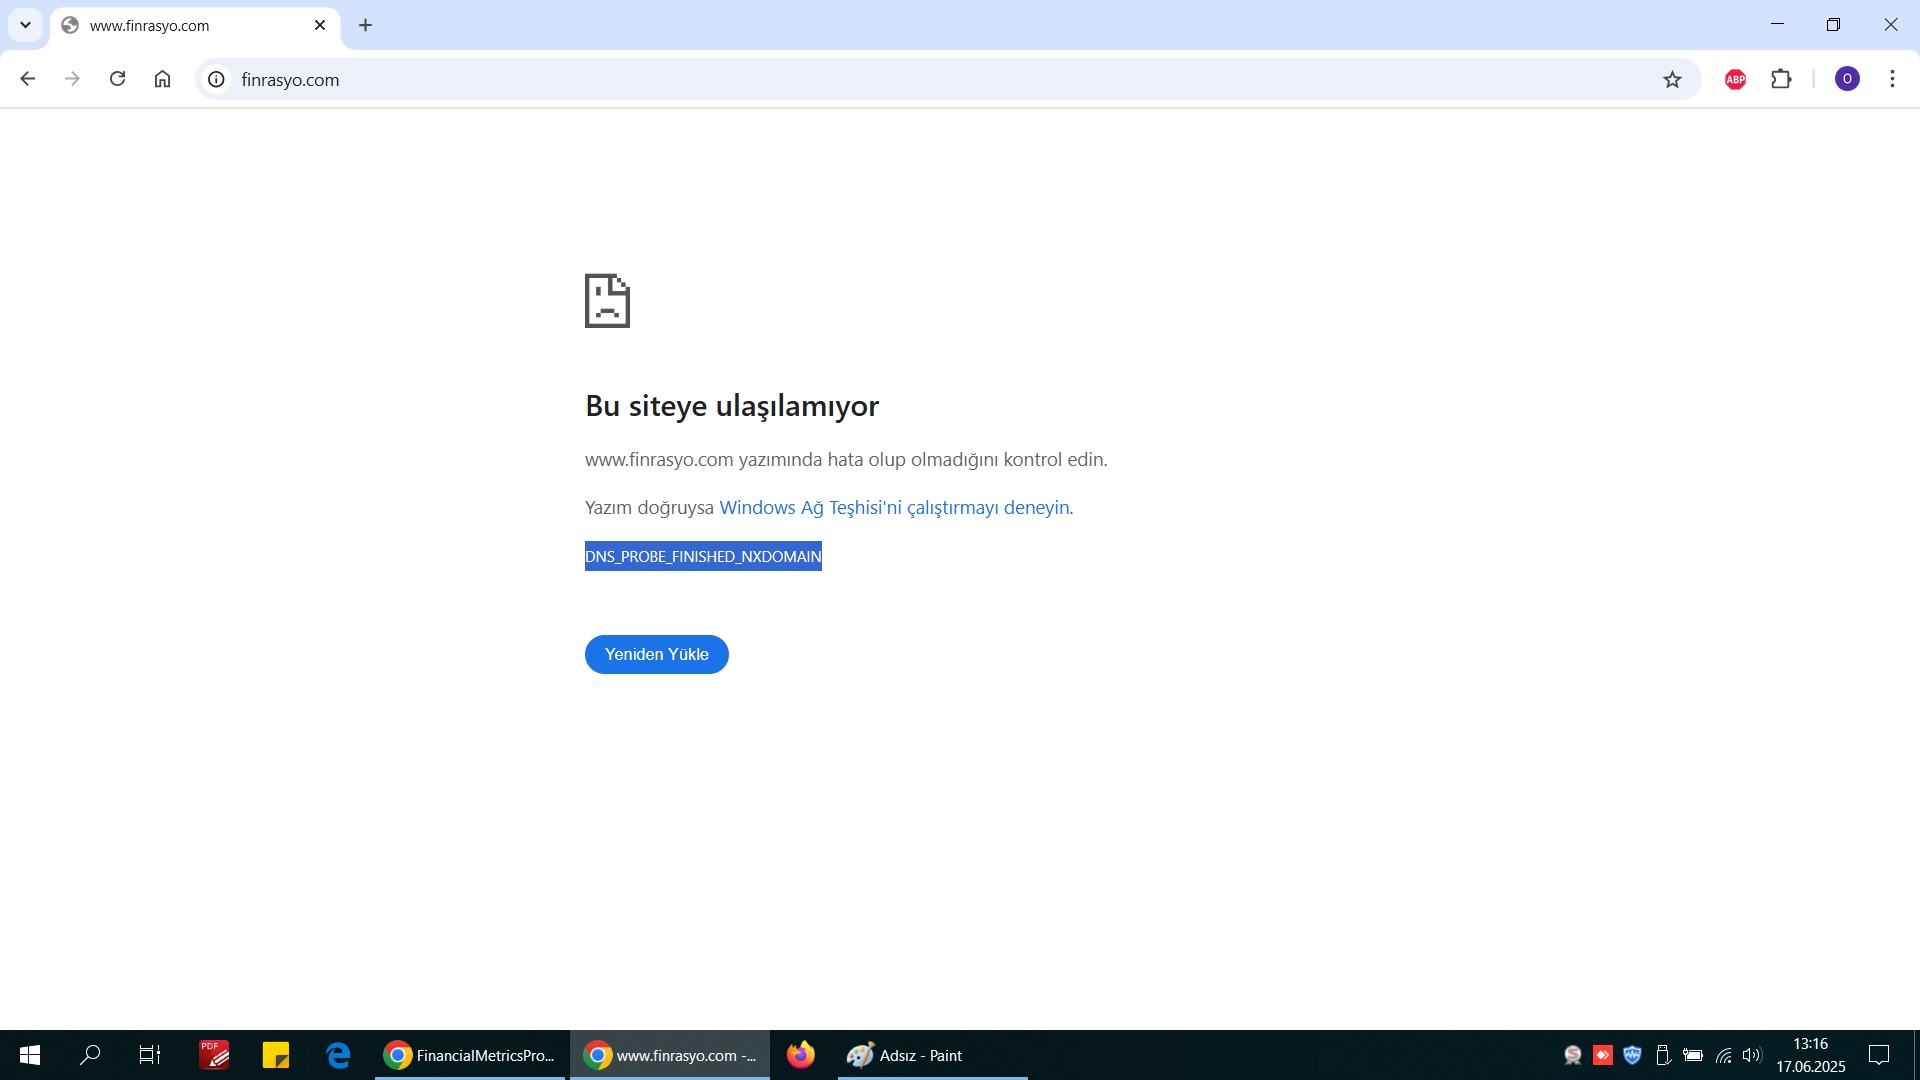 www.finrasyo.com
finrasyo.com
ABP
O
Bu siteye ulaşılamıyor
www.finrasyo.com yazımında hata olup olmadığını kontrol edin.
Yazım doğruysa Windows Ağ Teşhisi'ni çalıştırmayı deneyin.
DNS_PROBE_FINISHED_NXDOMAIN
Yeniden Yükle
PDF
FinancialMetricsPro...
www.finrasyo.com -...
Adsız - Paint
13:16
17.06.2025